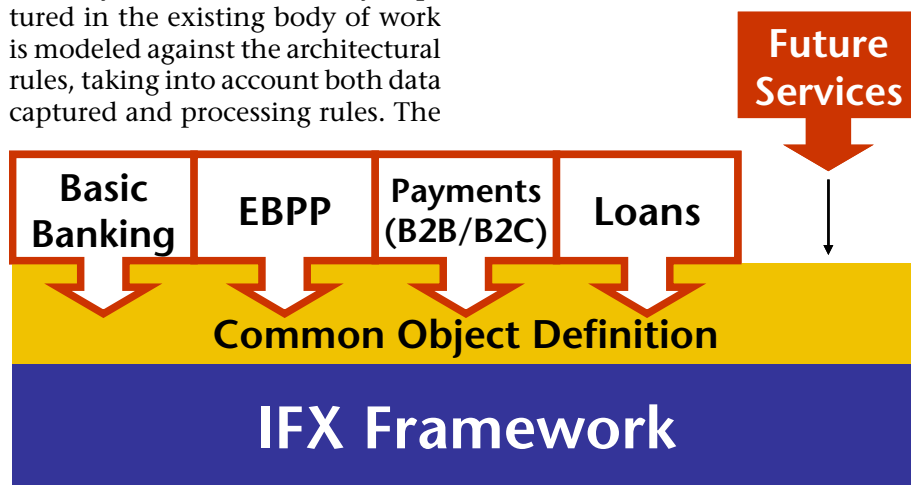 tured in the existing body of work
is modeled against the architectural
rules, taking into account both data
captured and processing rules. The
Future
Services
Basic
Banking
EBPP
Payments
(B2B/B2C)
Loans
Common Object Definition
IFX Framework